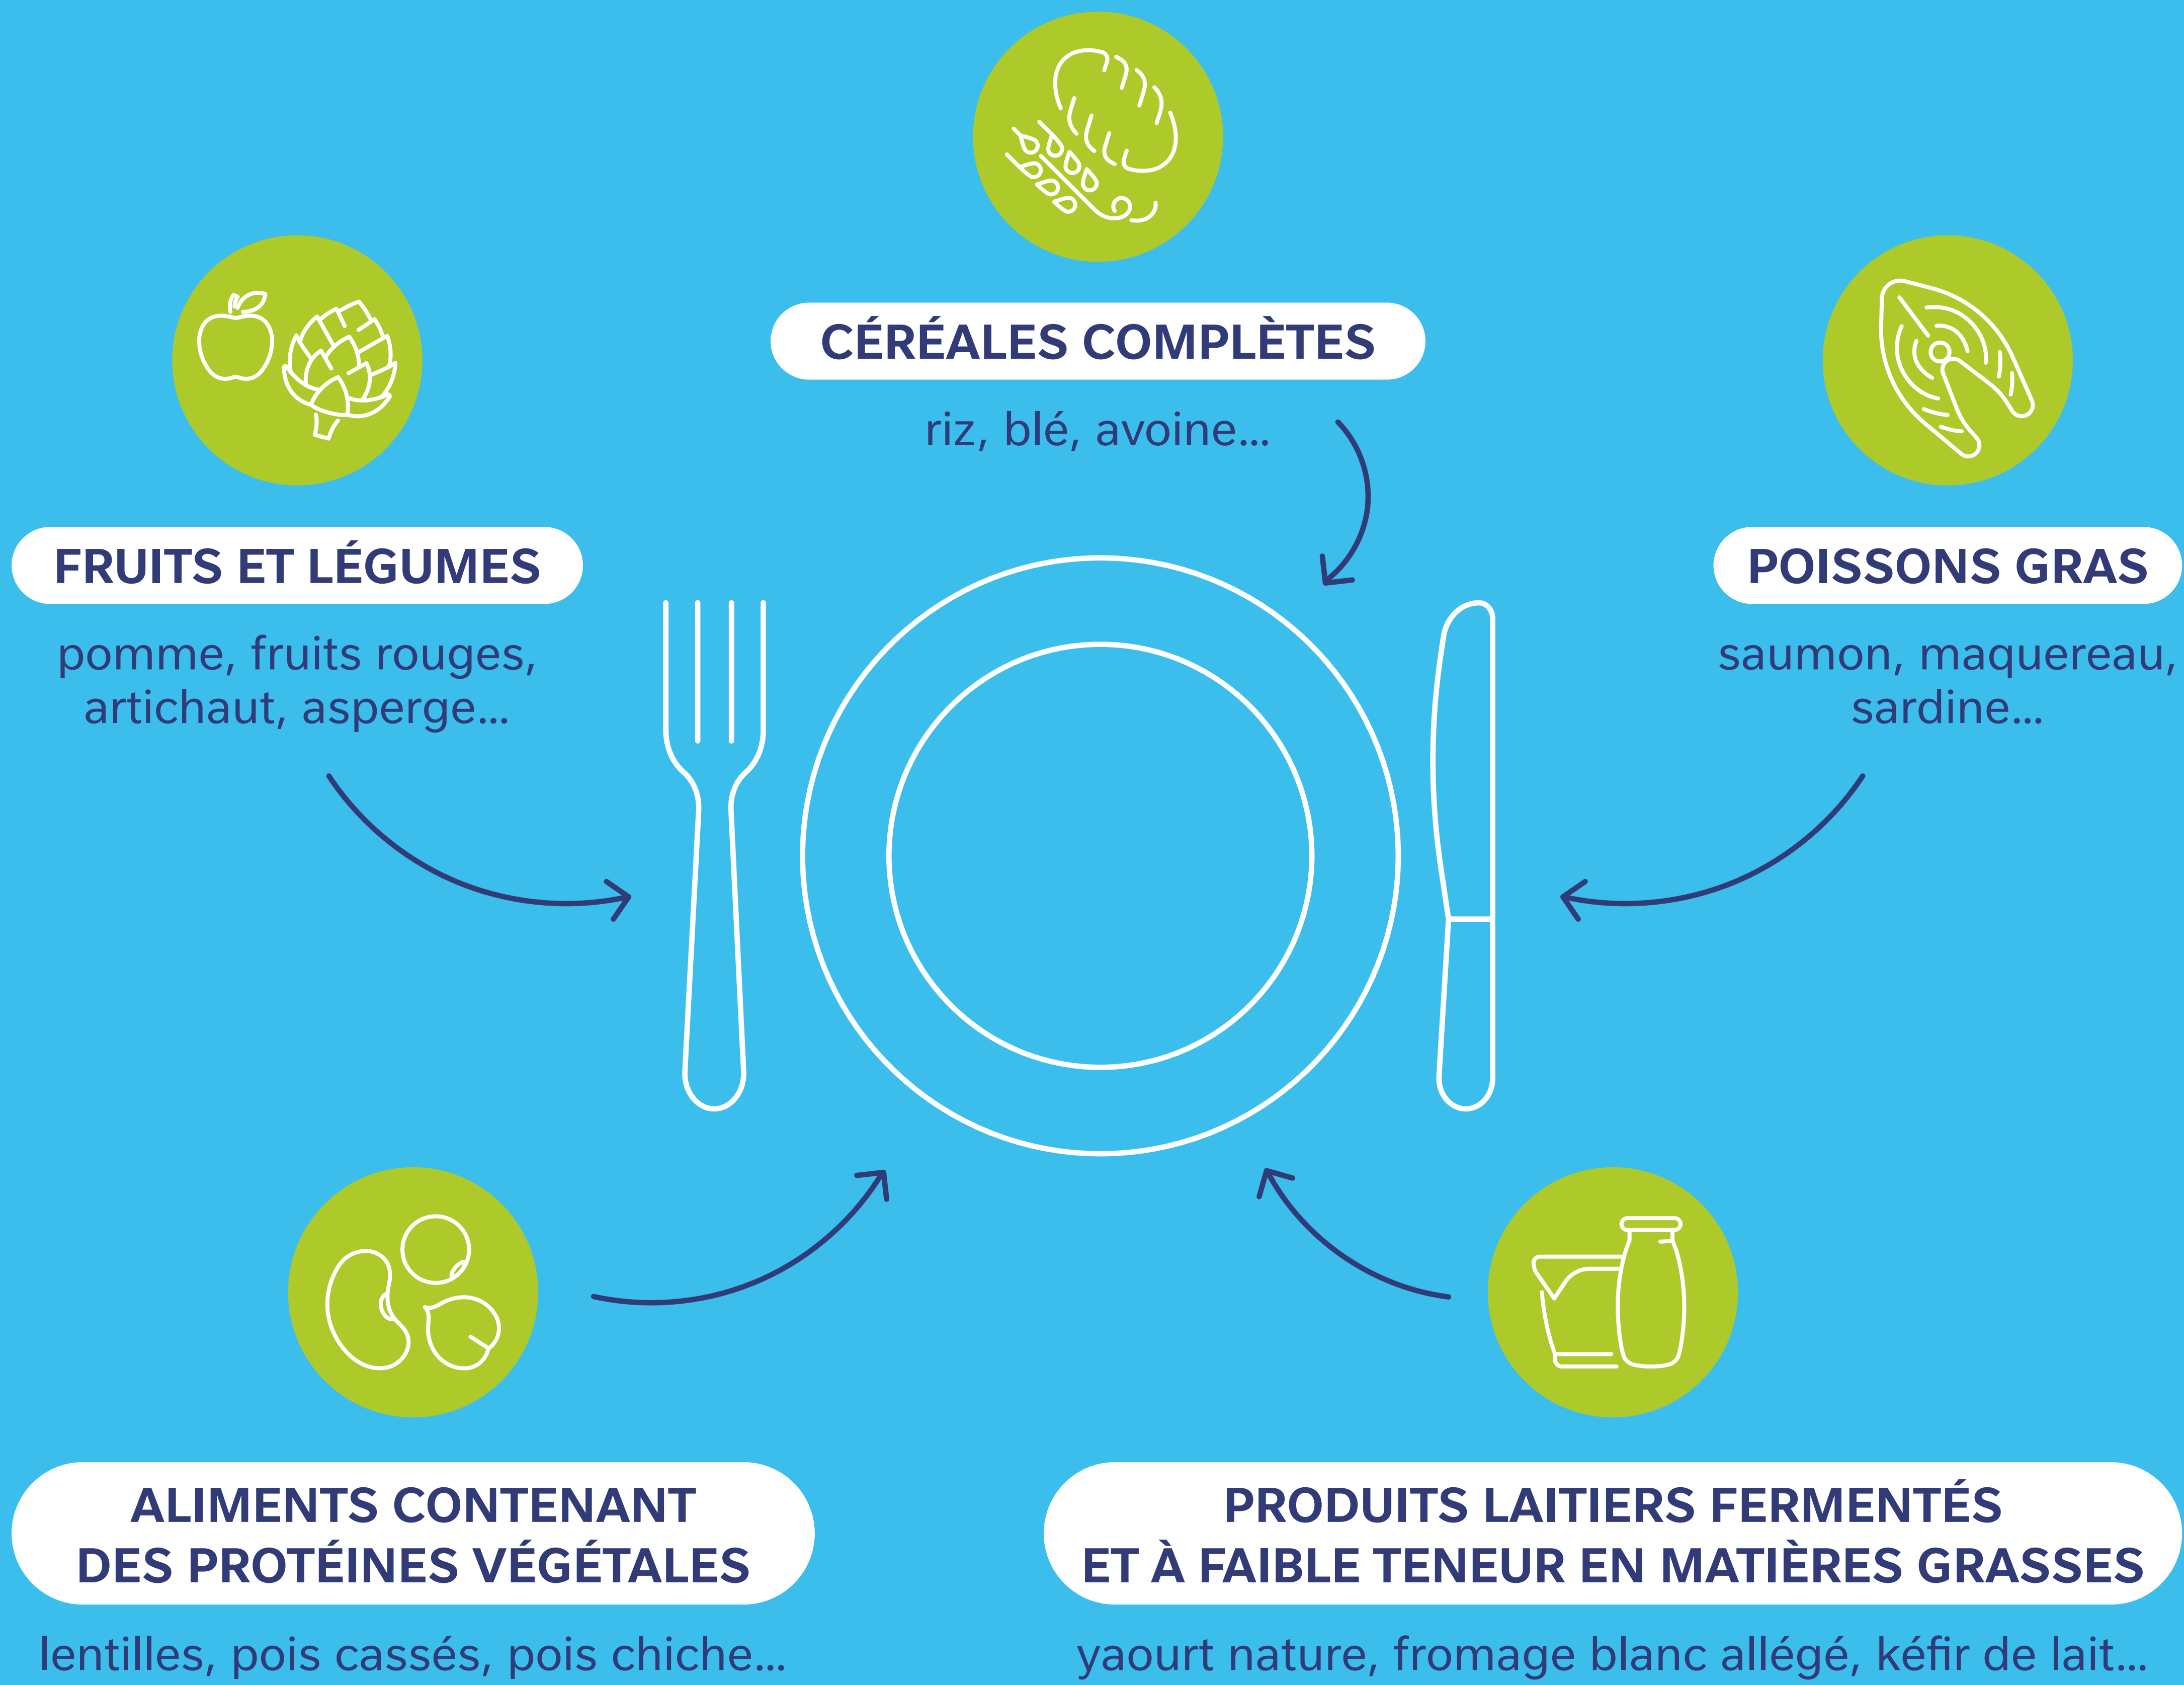 CÉRÉALES COMPLÈTES
riz, blé, avoine...
FRUITS ET LÉGUMES
pomme, fruits rouges,
artichaut, asperge...
POISSONS GRAS
saumon, maquereau,
sardine...
ALIMENTS CONTENANT
DES PROTÉINES VÉGÉTALES
lentilles, pois cassés, pois chiche...
PRODUITS LAITIERS FERMENTÉS
ET À FAIBLE TENEUR EN MATIÈRES GRASSES
yaourt nature, fromage blanc allégé, kéfir de lait...